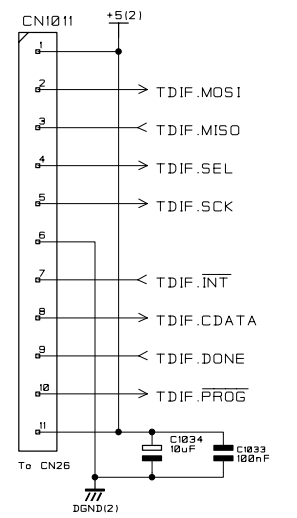 +5(2)
CN1011
1
2 TDIF.MOSI
3 TDIF.MISO
4 TDIF.SEL
5 TDIF.SCK
6
7 TDIF.INT
8 TDIF.CDATA
9 TDIF.DONE
10 TDIF.PROG
11
C1034
10uF
C1033
100nF
To CN26
DGND(2)